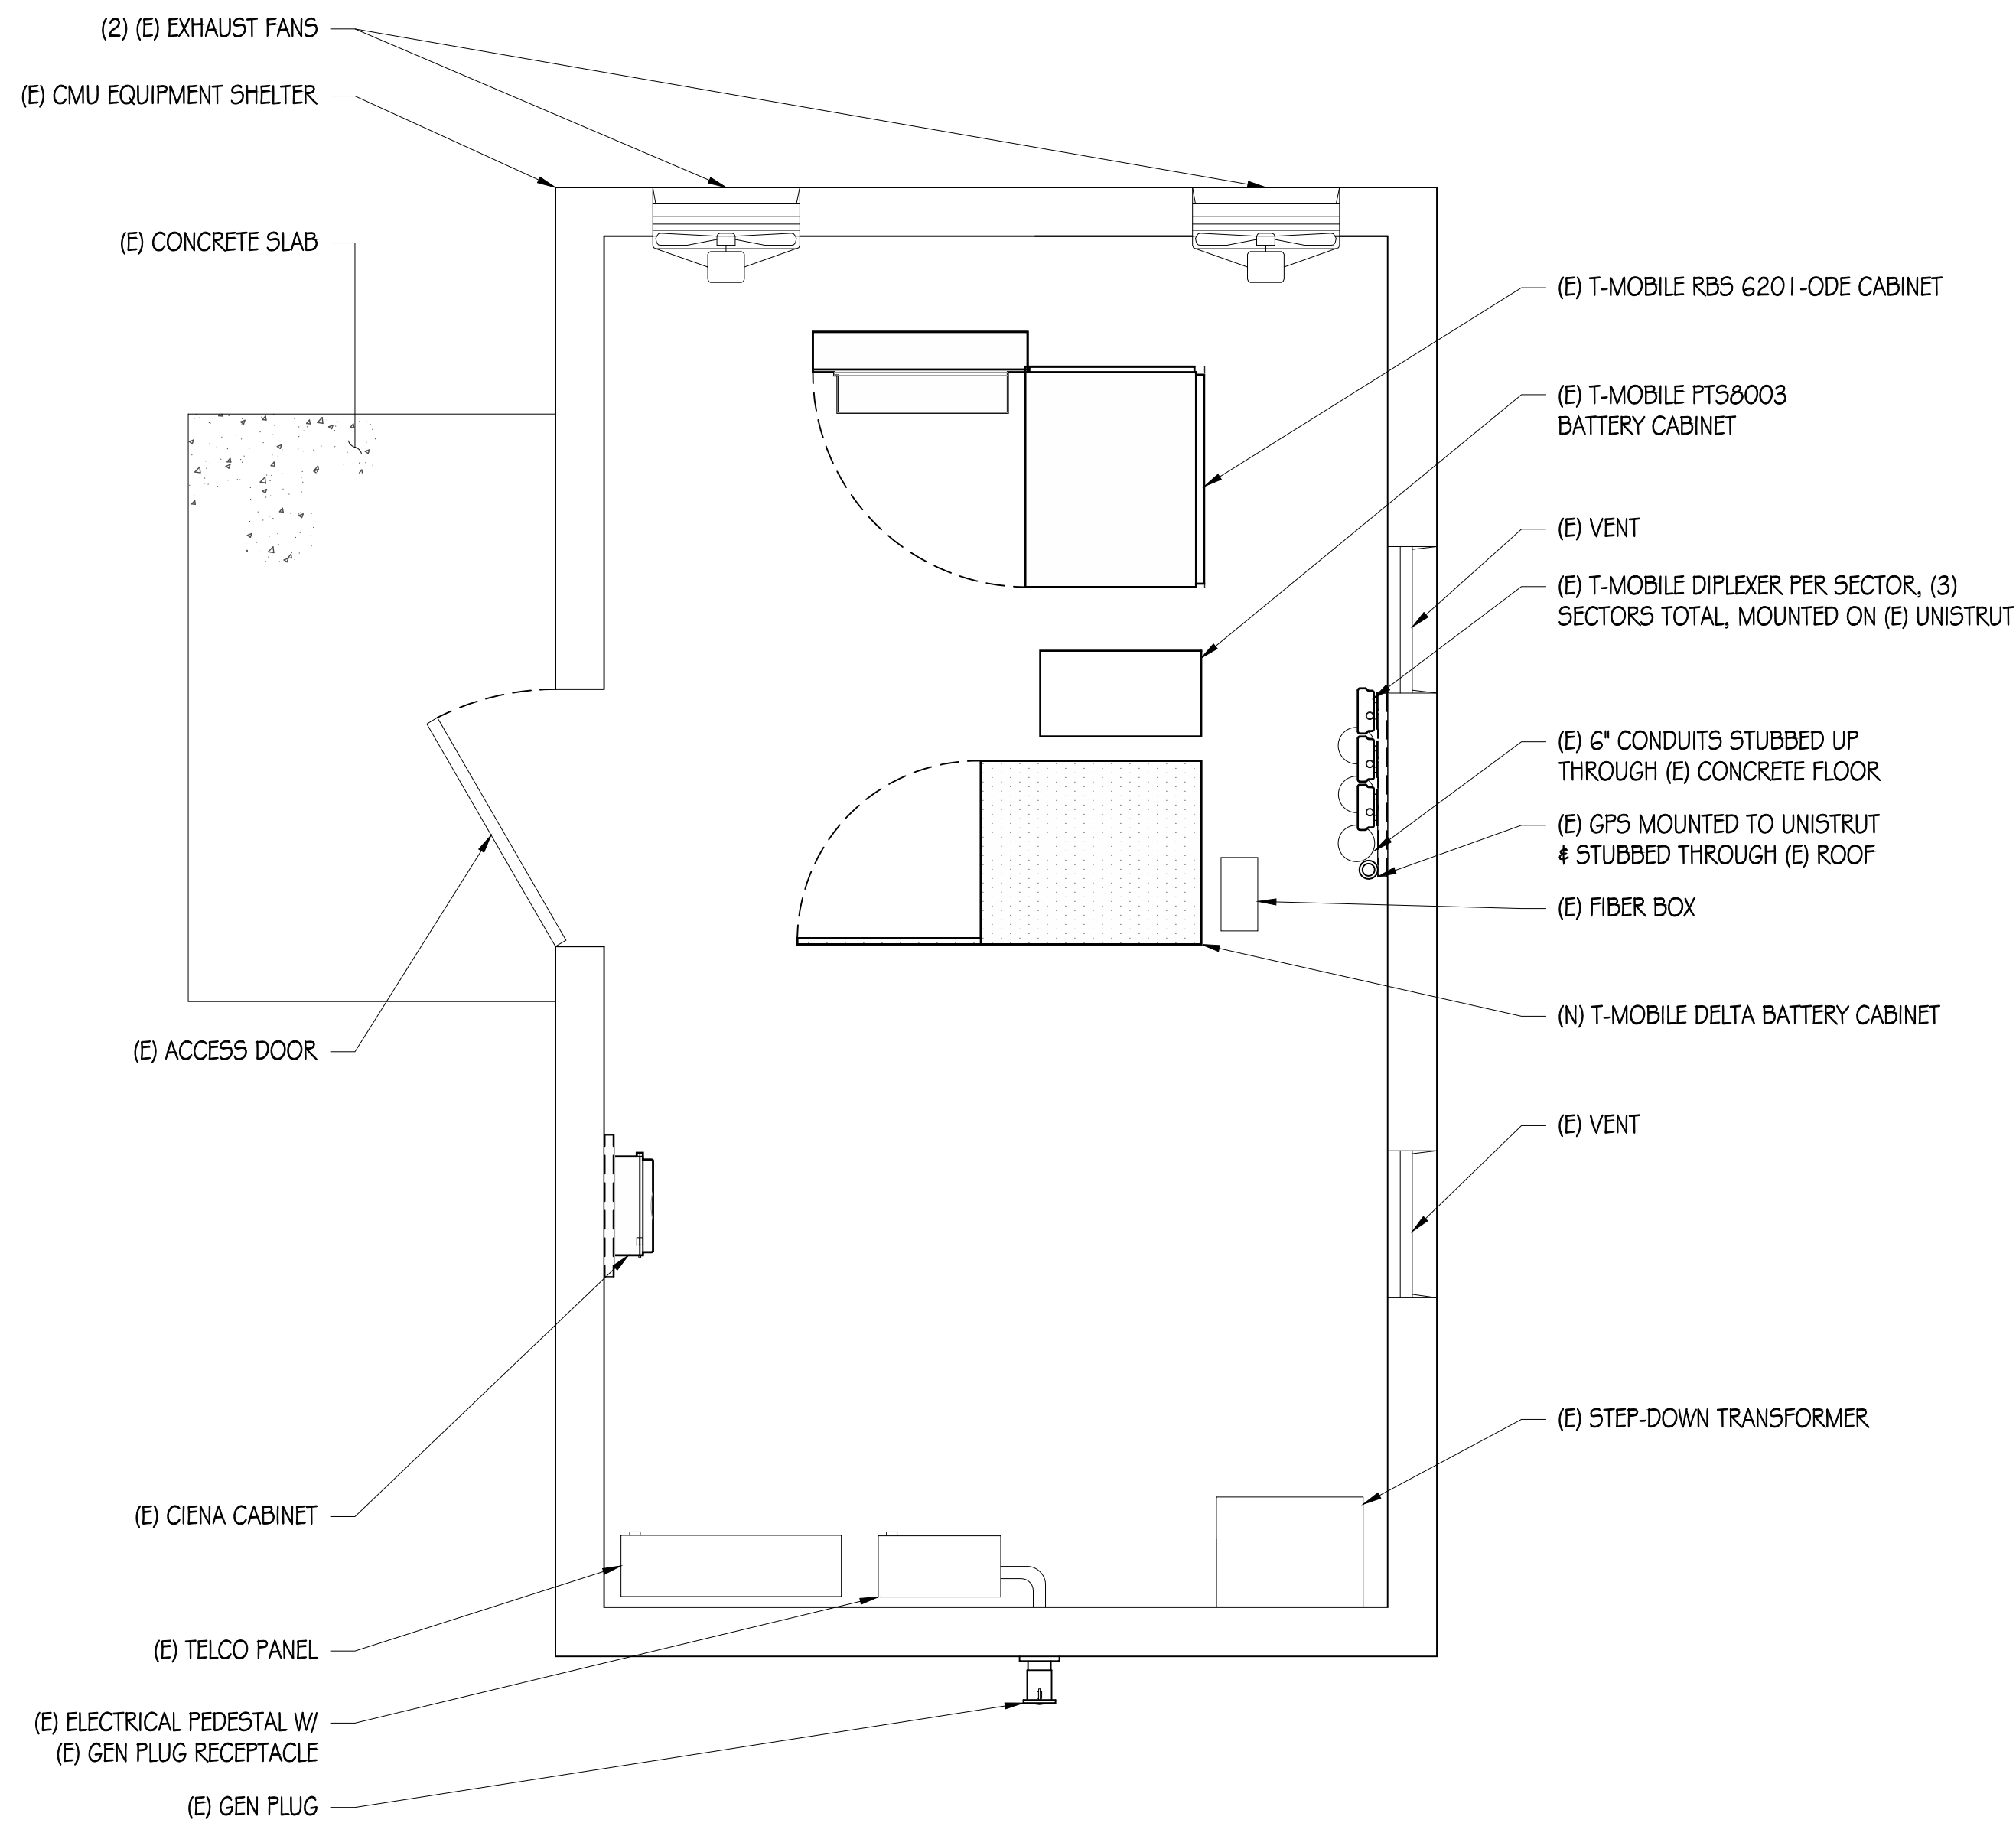 (2) (E) EXHAUST FANS
(E) CMU EQUIPMENT SHELTER
(E) CONCRETE SLAB
(E) ACCESS DOOR
(E) CIENA CABINET
(E) TELCO PANEL
(E) ELECTRICAL PEDESTAL W/
(E) GEN PLUG RECEPTACLE
(E) GEN PLUG
(E) T-MOBILE RBS 6201-ODE CABINET
(E) T-MOBILE PTS8003
BATTERY CABINET
(E) VENT
(E) T-MOBILE DIPLEXER PER SECTOR, (3)
SECTORS TOTAL, MOUNTED ON (E) UNISTRUT
(E) 6" CONDUITS STUBBED UP
THROUGH (E) CONCRETE FLOOR
(E) GPS MOUNTED TO UNISTRUT
& STUBBED THROUGH (E) ROOF
(E) FIBER BOX
(N) T-MOBILE DELTA BATTERY CABINET
(E) VENT
(E) STEP-DOWN TRANSFORMER